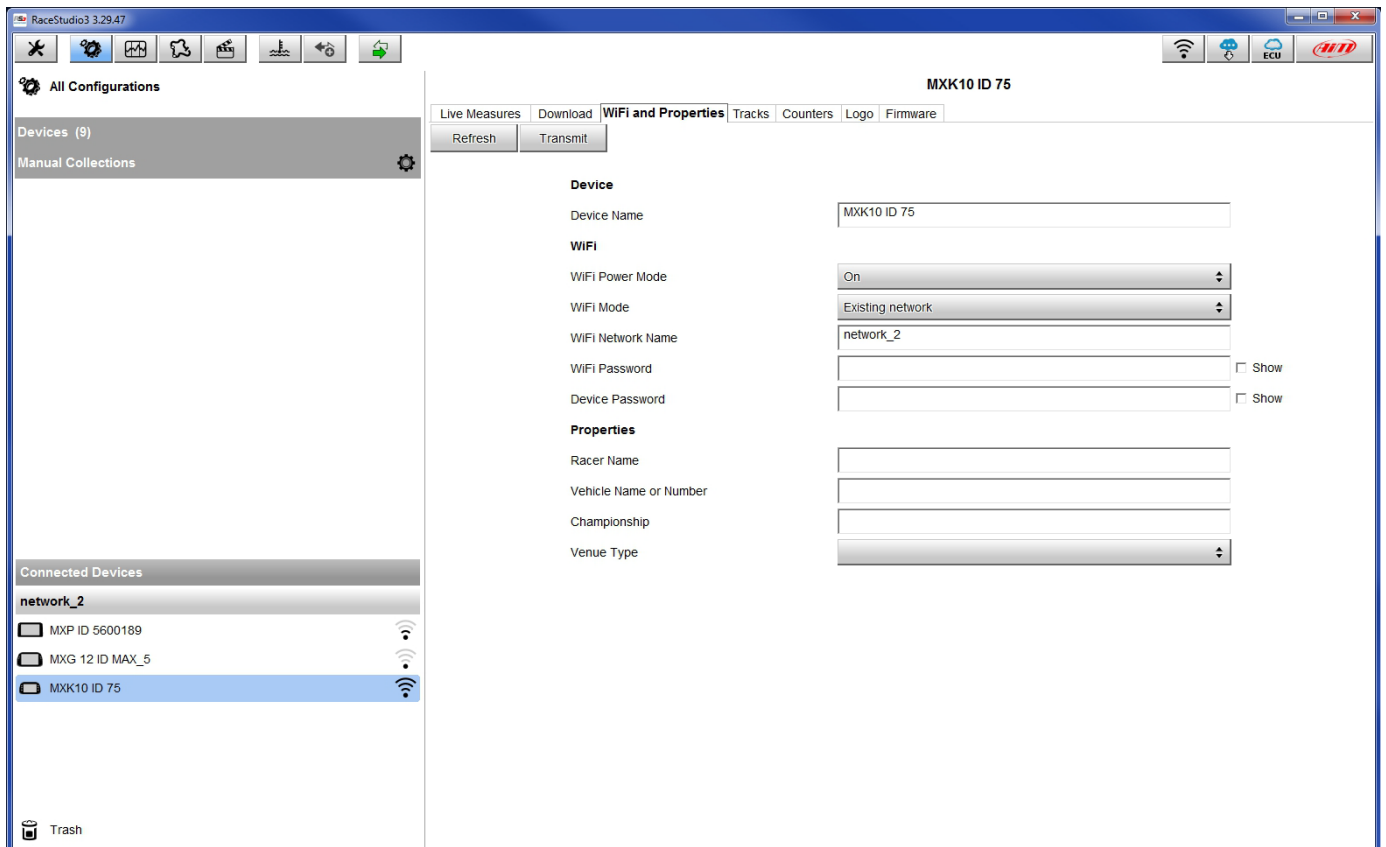 RaceStudio3 3.29.47
ECU
AiM
All Configurations
MXK10 ID 75
Live Measures Download WiFi and Properties Tracks Counters Logo Firmware
Devices (9)
Refresh Transmit
Manual Collections
Device
Device Name MXK10 ID 75
WiFi
WiFi Power Mode On
WiFi Mode Existing network
WiFi Network Name network_2
WiFi Password Show
Device Password Show
Properties
Racer Name
Vehicle Name or Number
Championship
Venue Type
Connected Devices
network_2
MXP ID 5600189
MXG 12 ID MAX_5
MXK10 ID 75
Trash